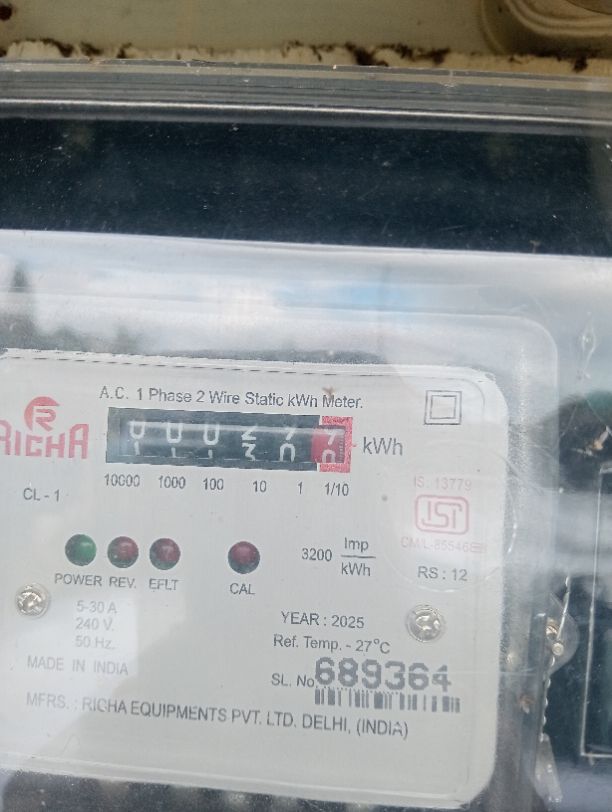 A.C. 1 Phase 2 Wire Static kWh Meter.
RICHA
kWh
CL - 1
10000 1000 100 10 1 1/10
IS. 13779
ISI
3200 Imp/kWh
RS : 12
POWER REV. EFLT CAL
5-30 A
240 V.
50 Hz.
YEAR : 2025
Ref. Temp. - 27°C
MADE IN INDIA
SL. No. 689364
MFRS. : RICHA EQUIPMENTS PVT. LTD. DELHI, (INDIA)